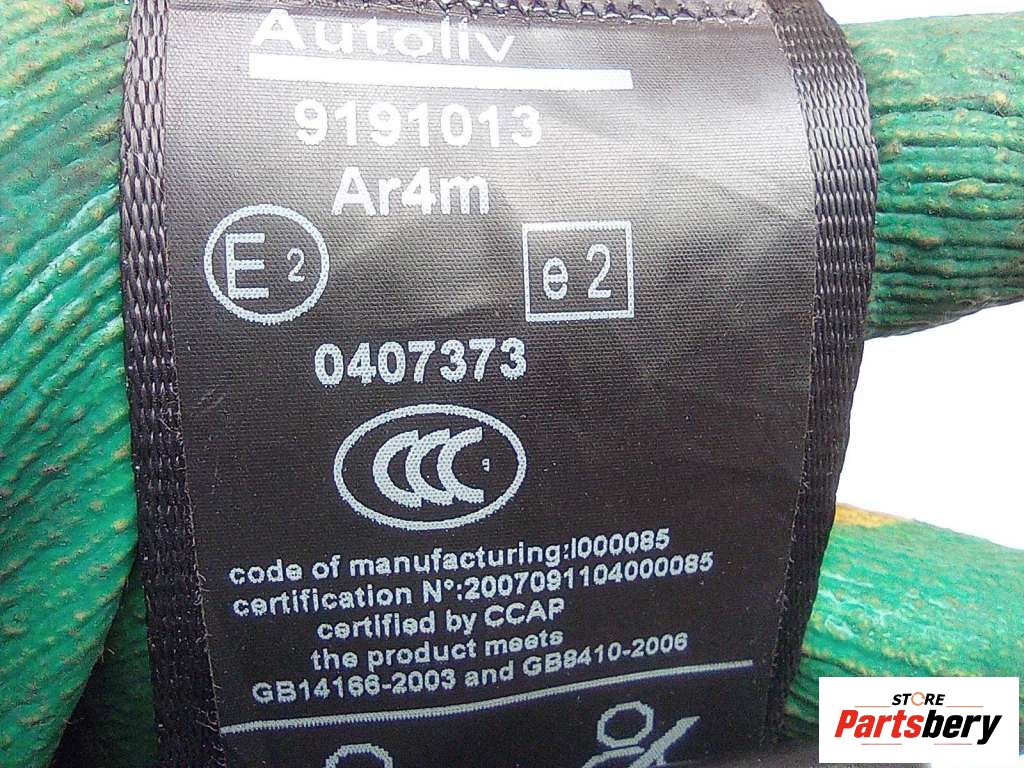 Autoliv
9191013
Ar4m
E 2
e 2
0407373
CCC
code of manufacturing:I000085
certification N°:2007091104000085
certified by CCAP
the product meets
GB14166-2003 and GB8410-2006
STORE
Partsbery